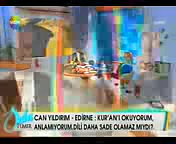 CAN YILDIRIM - EDİRNE : KUR'AN'I OKUYORUM,
ANLAMIYORUM.DİLİ DAHA SADE OLAMAZ MIYDI?